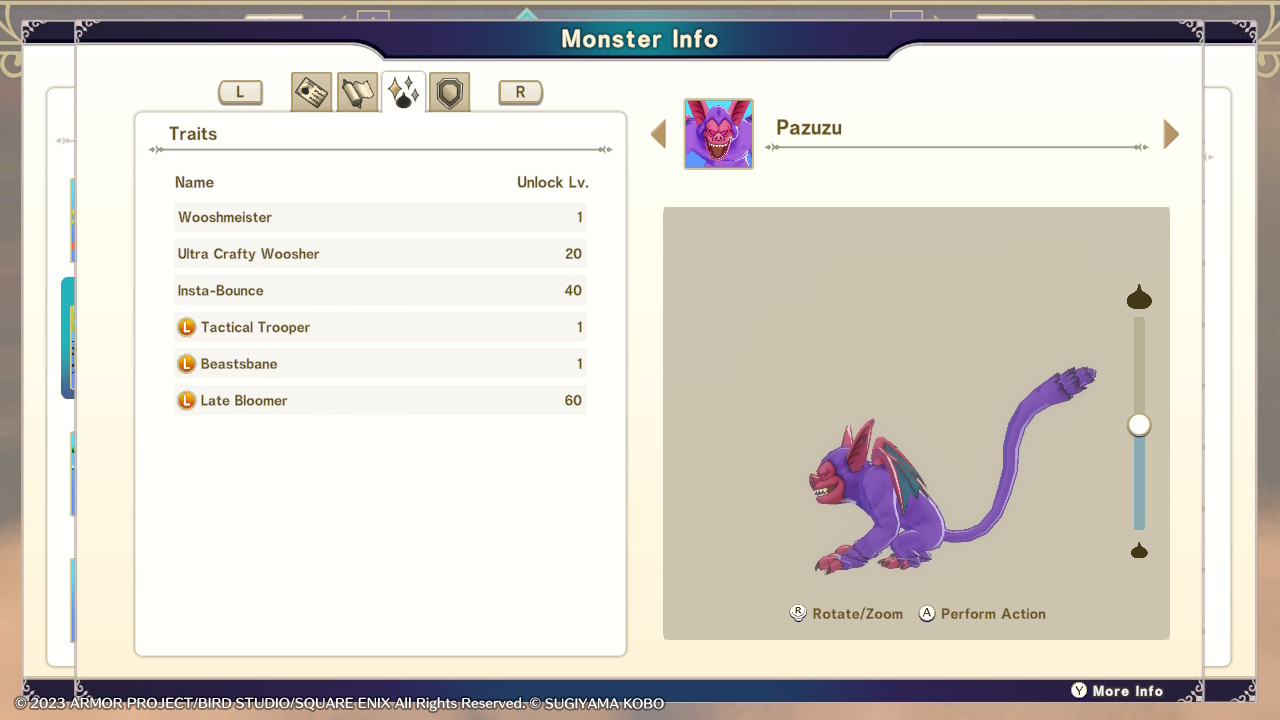 Monster Info
L
R
Traits
Name Unlock Lv.
Wooshmeister 1
Ultra Crafty Woosher 20
Insta-Bounce 40
L Tactical Trooper 1
L Beastsbane 1
L Late Bloomer 60
Pazuzu
R Rotate/Zoom A Perform Action
Y More Info
© 2023 ARMOR PROJECT/BIRD STUDIO/SQUARE ENIX All Rights Reserved. © SUGIYAMA KOBO